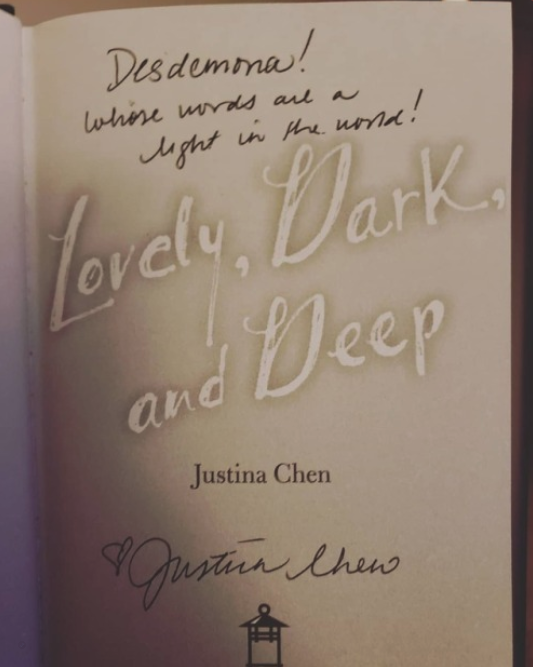 Desdemona!
whose words are a
light in the world!
Lovely, Dark,
and Deep
Justina Chen
Justina Chen